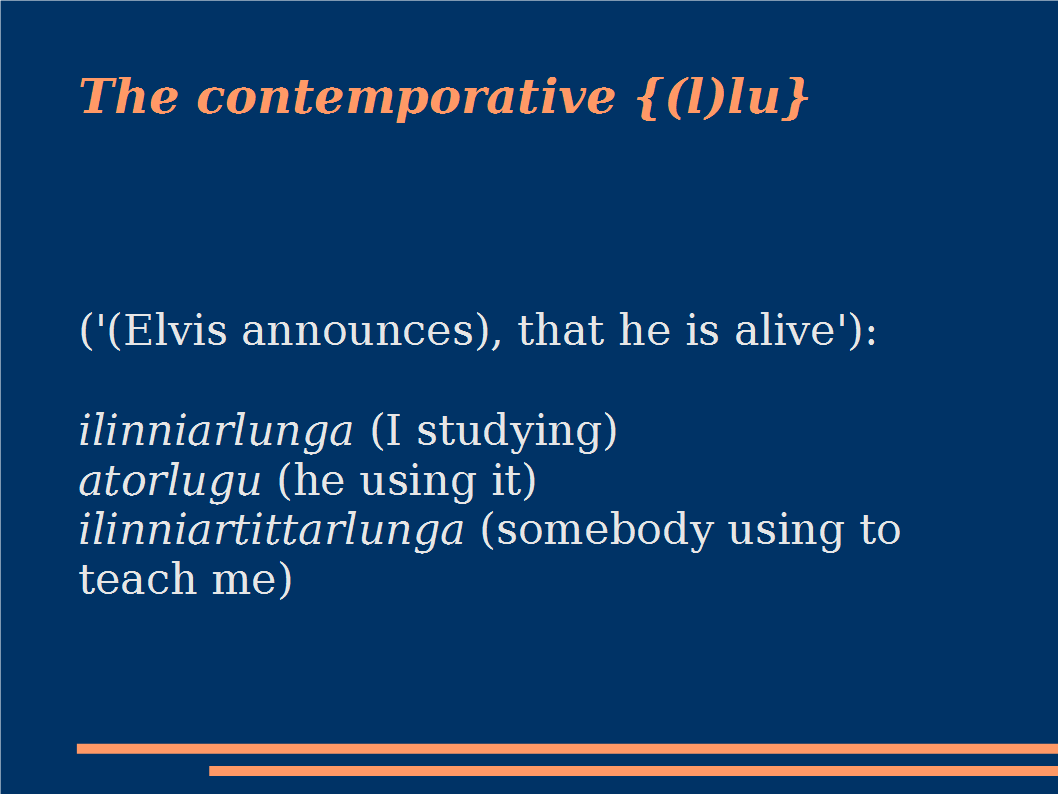 The contemporative {(l)lu}
('(Elvis announces), that he is alive'):
ilinniarlunga (I studying)
atorlugu (he using it)
ilinniartittarlunga (somebody using to
teach me)